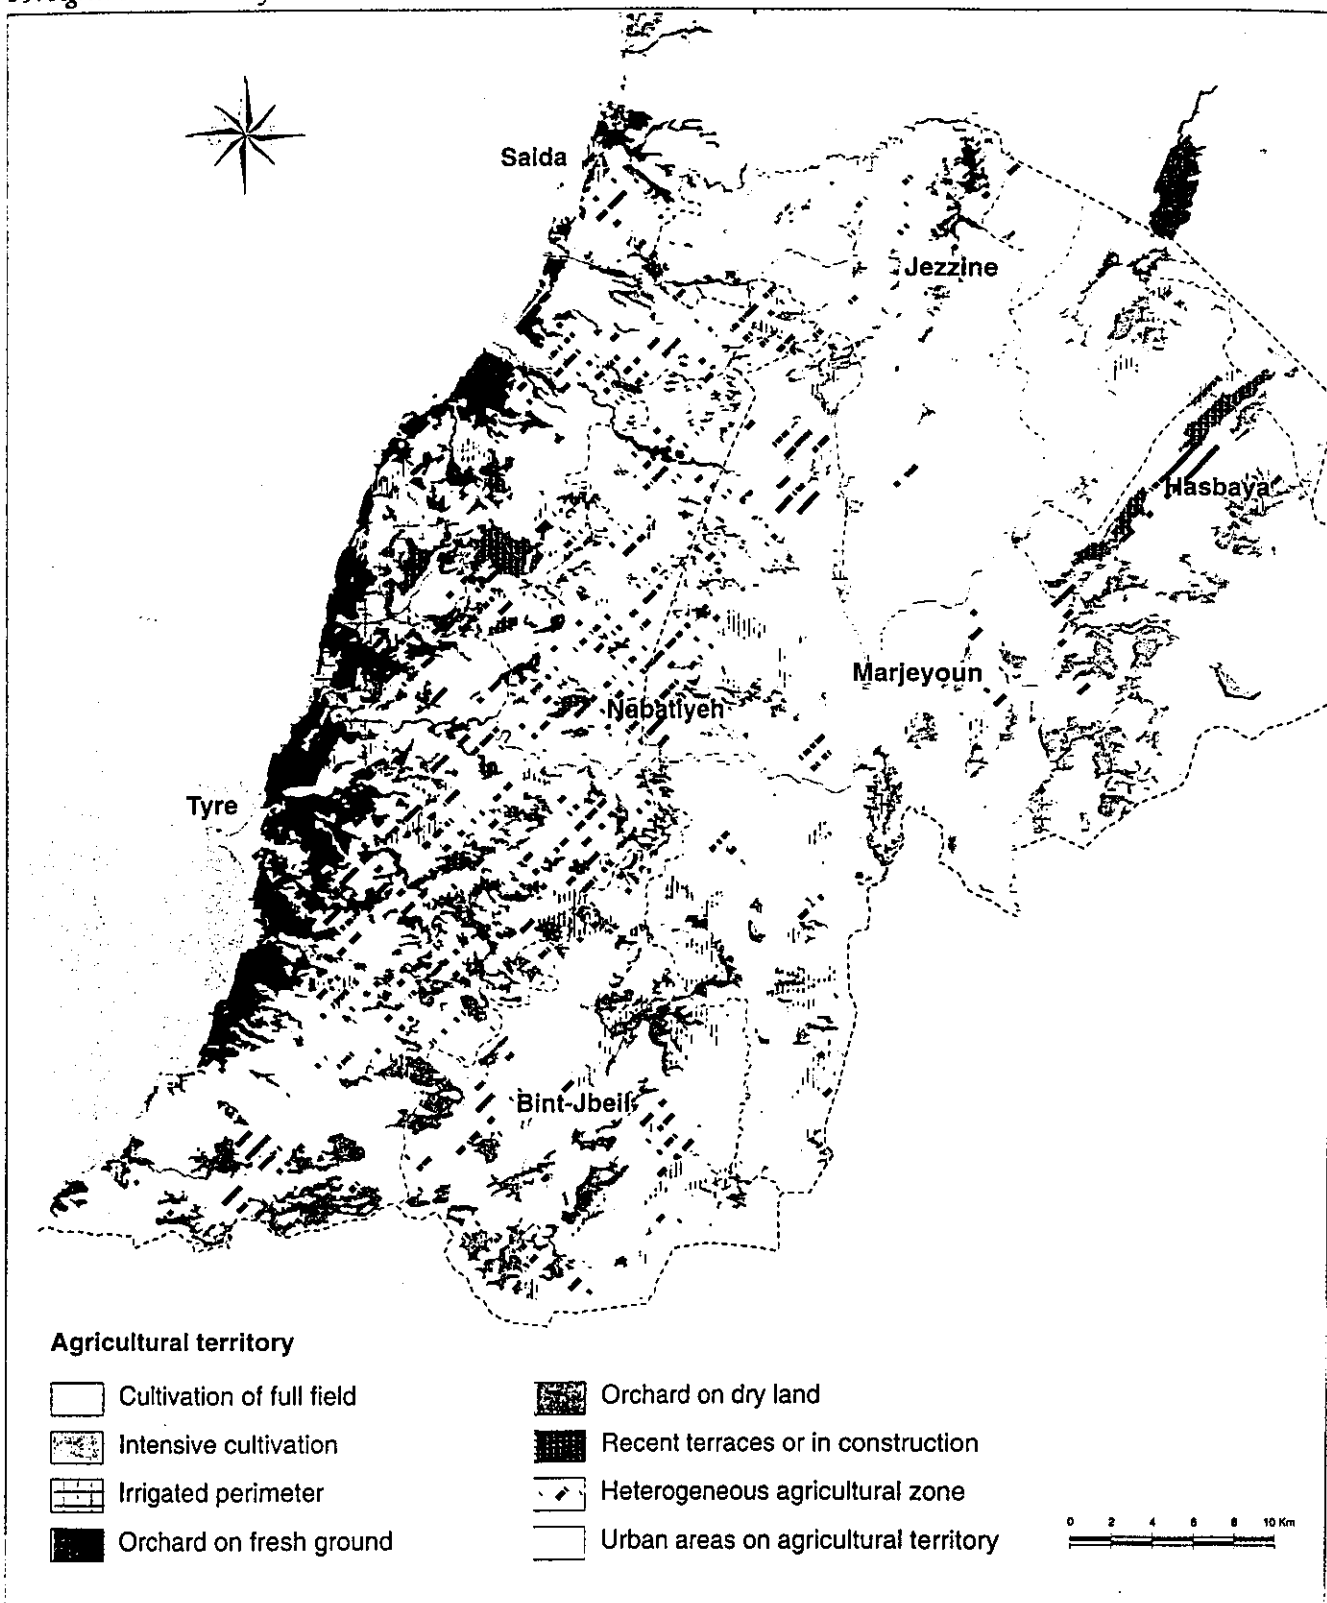 Saida
Jezzine
Hasbaya
Marjeyoun
Nabatiyeh
Tyre
Bint-Jbeil
Agricultural territory
Cultivation of full field
Intensive cultivation
Irrigated perimeter
Orchard on fresh ground
Orchard on dry land
Recent terraces or in construction
Heterogeneous agricultural zone
Urban areas on agricultural territory
0 2 4 6 8 10 Km